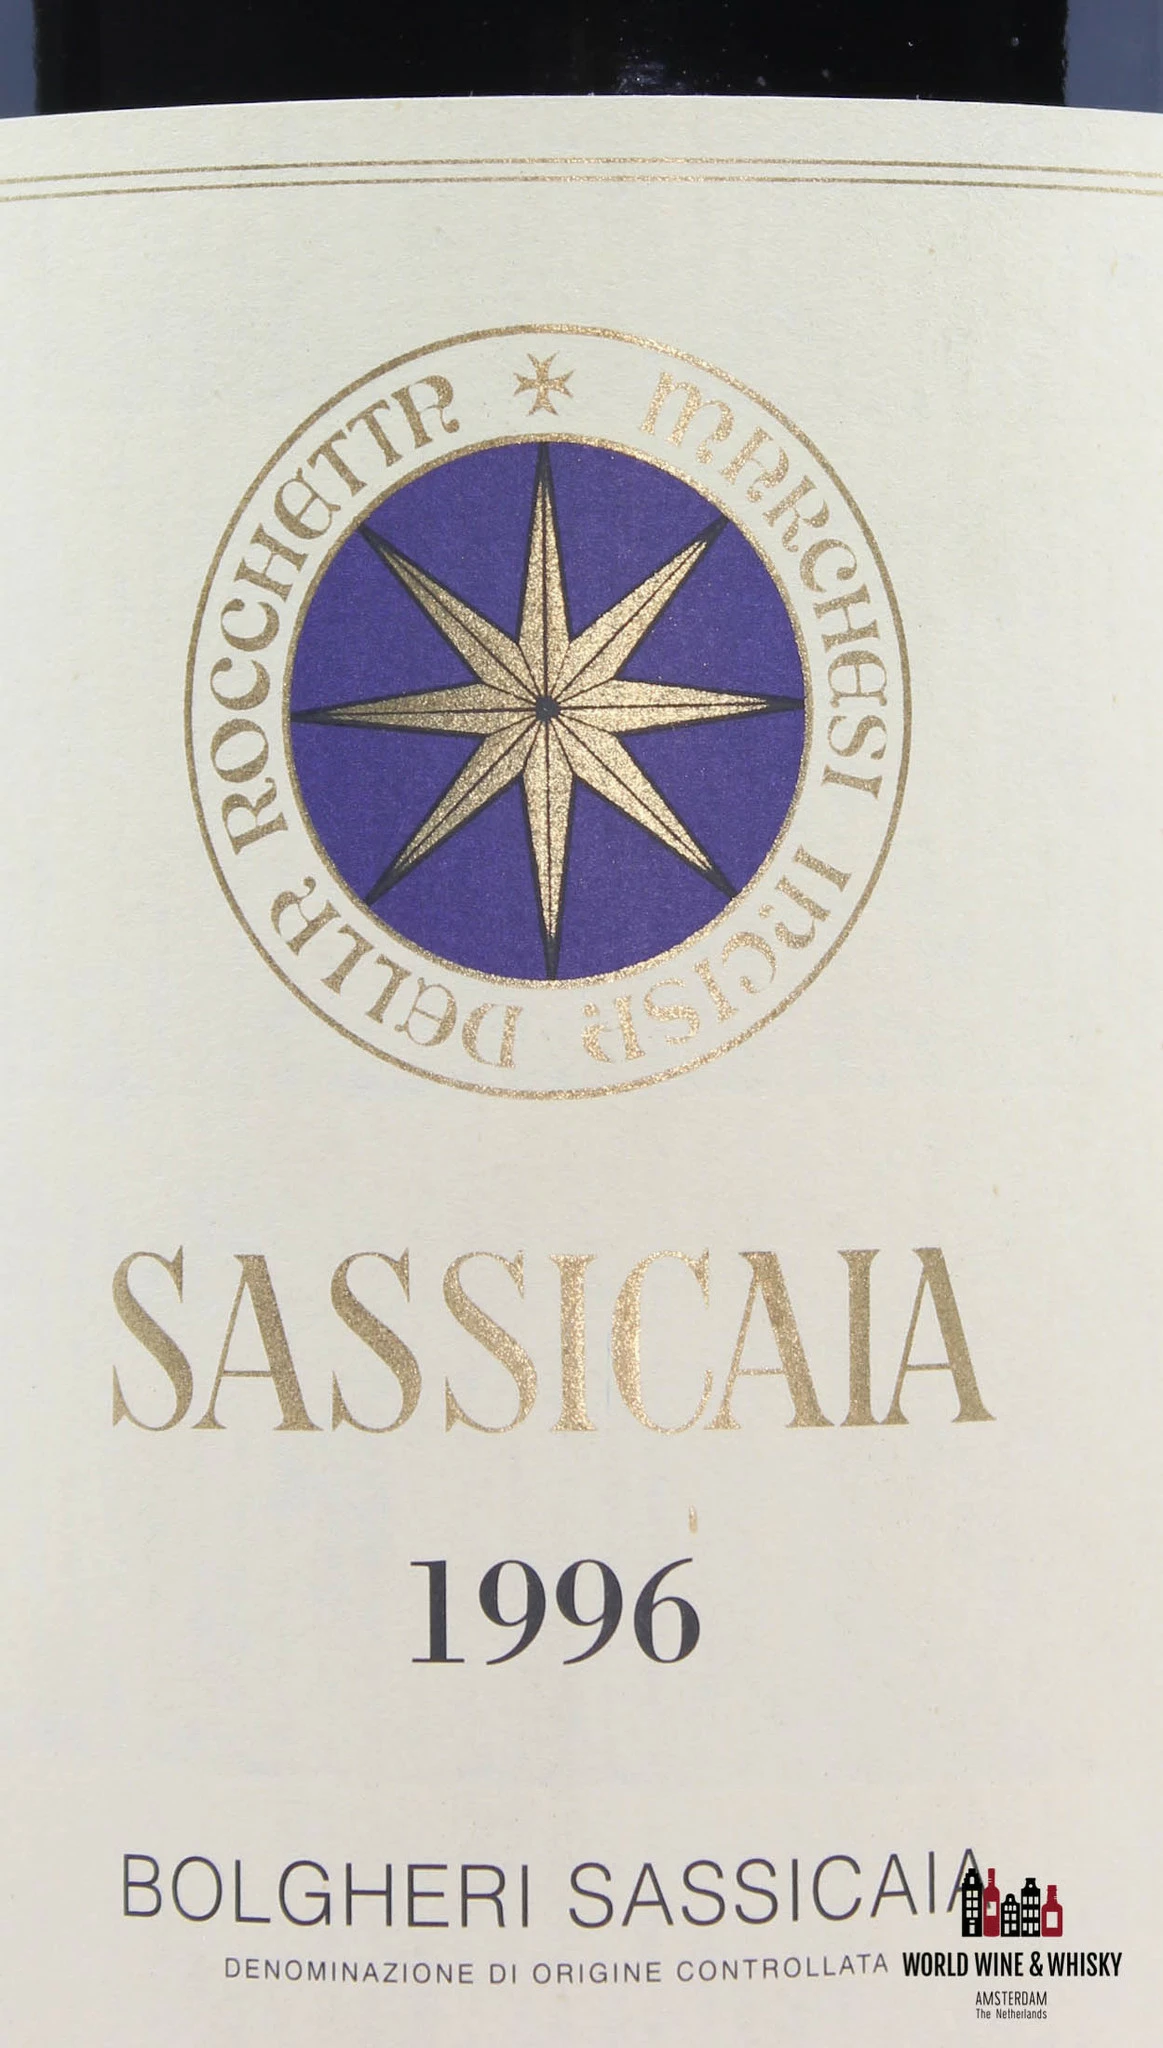 MARCHESI INCISA DELLA ROCCHETTA
SASSICAIA
1996
BOLGHERI SASSICAIA
DENOMINAZIONE DI ORIGINE CONTROLLATA
WORLD WINE & WHISKY
AMSTERDAM
The Netherlands